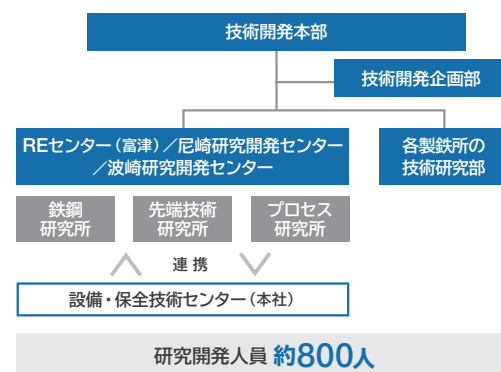 技術開発本部
技術開発企画部
REセンター（富津）／尼崎研究開発センター
／波崎研究開発センター
各製鉄所の
技術研究部
鉄鋼
研究所
先端技術
研究所
プロセス
研究所
連携
設備・保全技術センター（本社）
研究開発人員 約800人